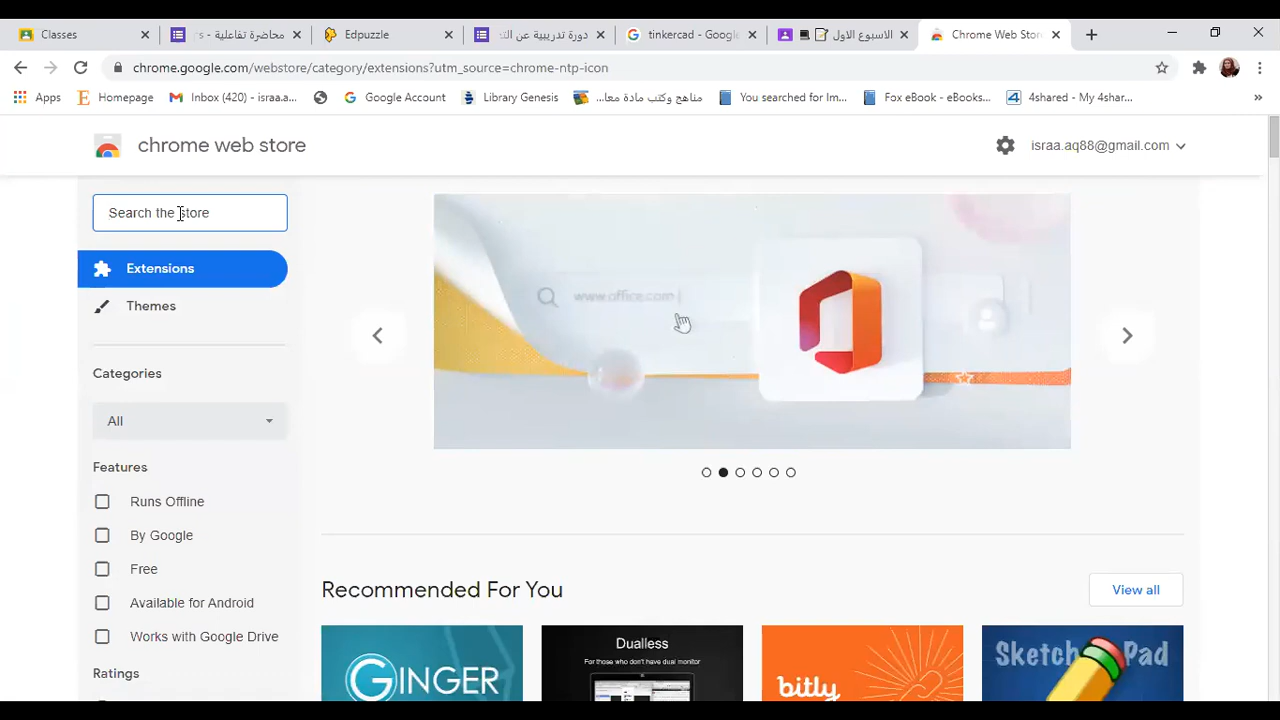 Classes
محاضرة تفاعلية - s
Edpuzzle
دورة تدريبية عن الت
tinkercad - Google
الاسبوع الاول
Chrome Web Store
chrome.google.com/webstore/category/extensions?utm_source=chrome-ntp-icon
Apps
Homepage
Inbox (420) - israa.a...
Google Account
Library Genesis
مناهج وكتب مادة معا...
You searched for Im...
Fox eBook - eBooks...
4shared - My 4shar...
»
chrome web store
israa.aq88@gmail.com
Search the store
Extensions
Themes
Categories
All
Features
Runs Offline
By Google
Free
Available for Android
Works with Google Drive
Ratings
www.office.com
Recommended For You
View all
GINGER
Dualless
For those who don't have dual monitor
bitly
Sketch Pad